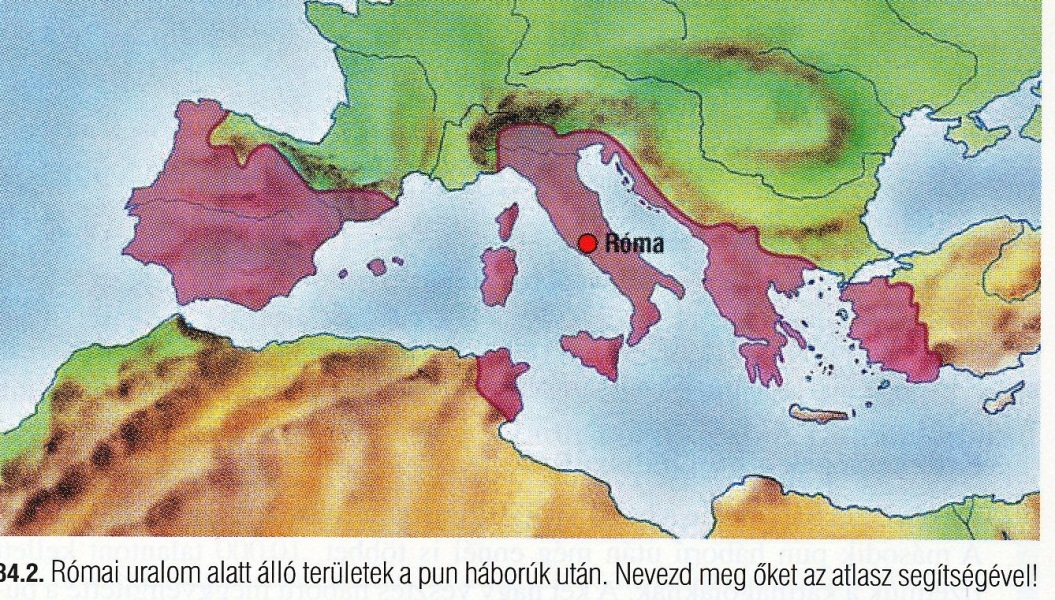 Róma
34.2. Római uralom alatt álló területek a pun háborúk után. Nevezd meg őket az atlasz segítségével!